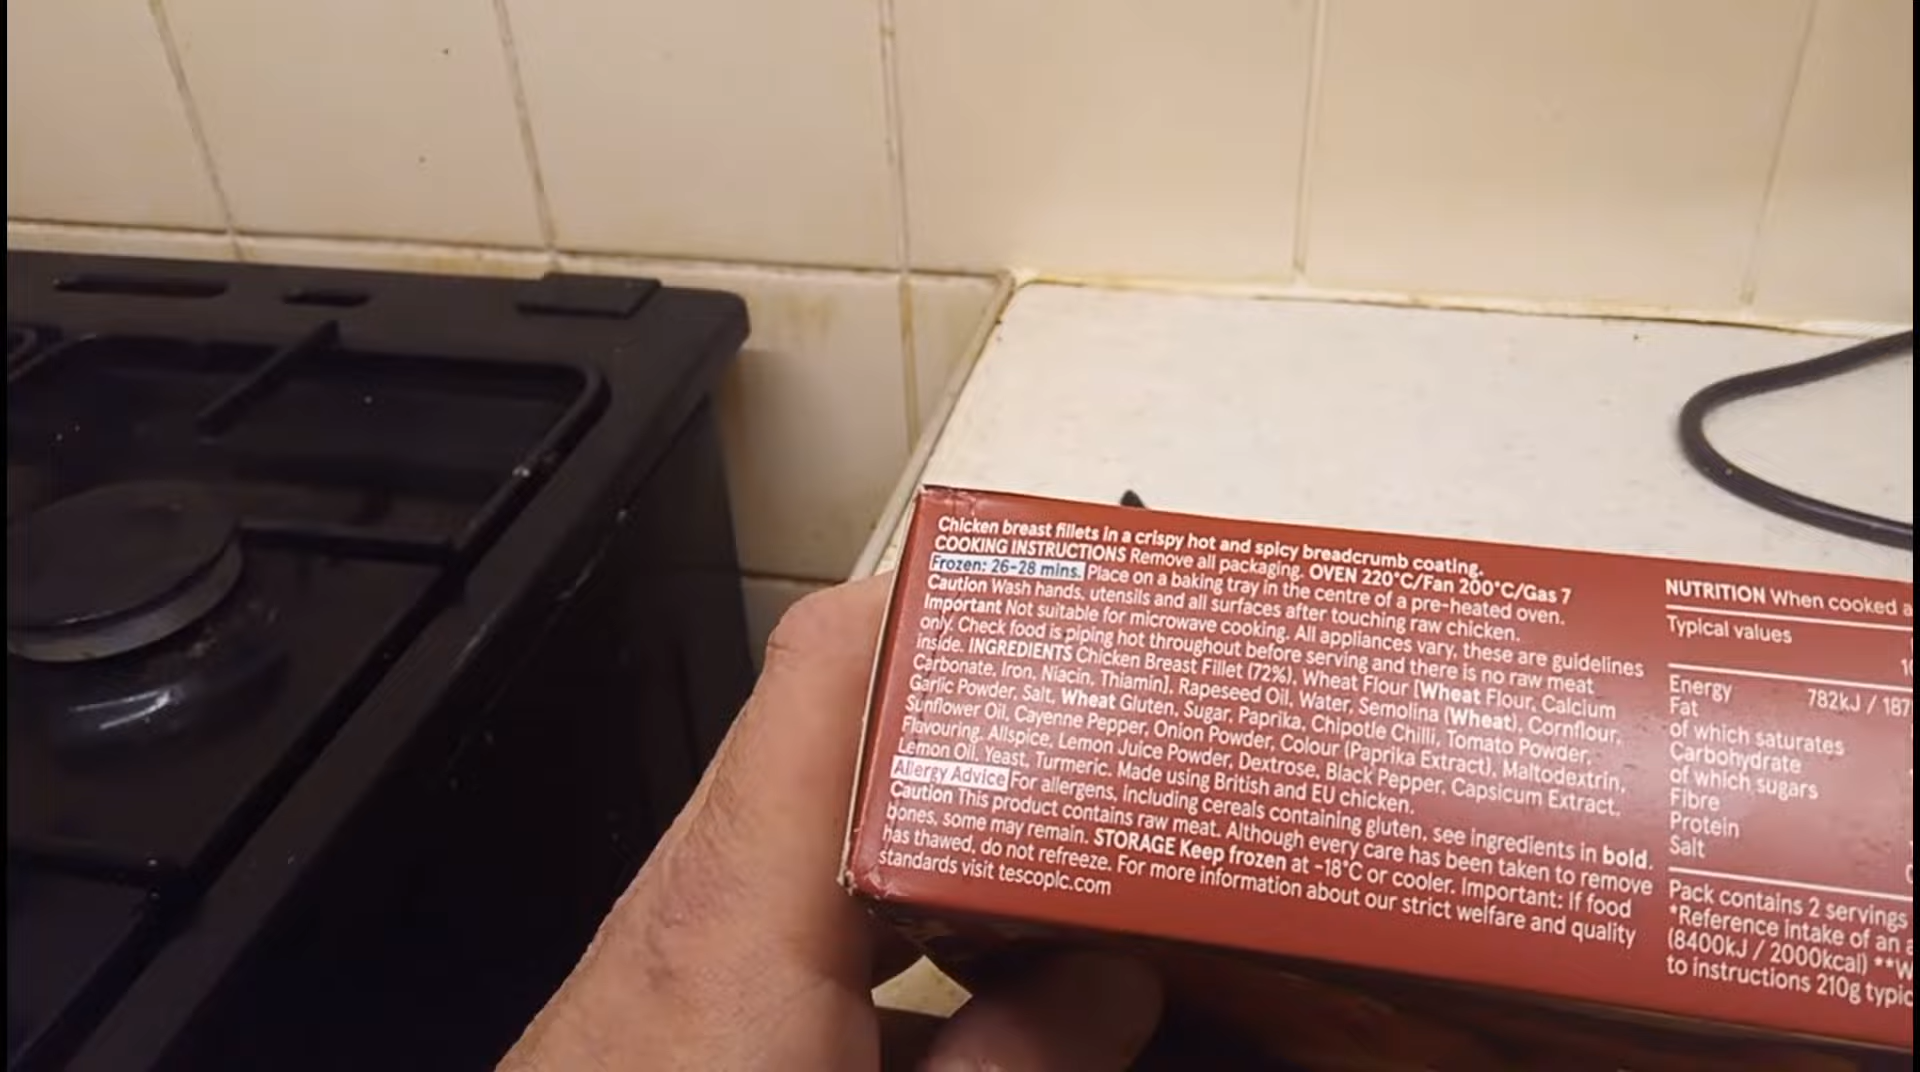 Chicken breast fillets in a crispy hot and spicy breadcrumb coating.
COOKING INSTRUCTIONS Remove all packaging. OVEN 220°C/Fan 200°C/Gas 7
Frozen: 26-28 mins. Place on a baking tray in the centre of a pre-heated oven.
Caution Wash hands, utensils and all surfaces after touching raw chicken.
Important Not suitable for microwave cooking. All appliances vary, these are guidelines
only. Check food is piping hot throughout before serving and there is no raw meat
inside. INGREDIENTS Chicken Breast Fillet (72%), Wheat Flour [Wheat Flour, Calcium
Carbonate, Iron, Niacin, Thiamin], Rapeseed Oil, Water, Semolina (Wheat), Cornflour,
Garlic Powder, Salt, Wheat Gluten, Sugar, Paprika, Chipotle Chilli, Tomato Powder,
Sunflower Oil, Cayenne Pepper, Onion Powder, Colour (Paprika Extract), Maltodextrin,
Flavouring, Allspice, Lemon Juice Powder, Dextrose, Black Pepper, Capsicum Extract,
Lemon Oil, Yeast, Turmeric. Made using British and EU chicken.
Allergy Advice For allergens, including cereals containing gluten, see ingredients in bold.
Caution This product contains raw meat. Although every care has been taken to remove
bones, some may remain. STORAGE Keep frozen at -18°C or cooler. Important: If food
has thawed, do not refreeze. For more information about our strict welfare and quality
standards visit tescoplc.com
NUTRITION When cooked a
Typical values
10
Energy 782kJ / 187
Fat
of which saturates
Carbohydrate
of which sugars
Fibre
Protein
Salt
Pack contains 2 servings
*Reference intake of an a
(8400kJ / 2000kcal) **W
to instructions 210g typic